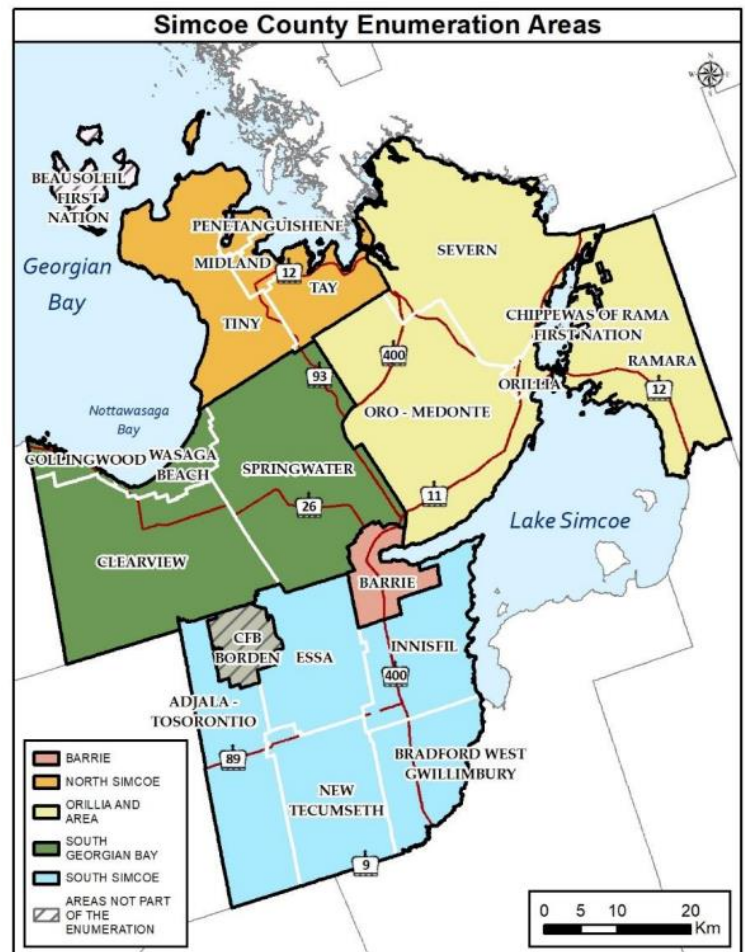 Simcoe County Enumeration Areas
N
BEAUSOLEIL
FIRST
NATION
PENETANGUISHENE
Georgian
Bay
MIDLAND
12
TAY
SEVERN
TINY
CHIPPEWAS OF RAMA
FIRST NATION
400
RAMARA
93
ORILLIA
12
ORO - MEDONTE
Nottawasaga
Bay
COLLINGWOOD
WASAGA
BEACH
SPRINGWATER
11
26
Lake Simcoe
CLEARVIEW
BARRIE
CFB
BORDEN
ESSA
INNISFIL
400
ADJALA -
TOSORONTIO
89
BRADFORD WEST
GWILLIMBURY
NEW
TECUMSETH
9
BARRIE
NORTH SIMCOE
ORILLIA AND
AREA
SOUTH
GEORGIAN BAY
SOUTH SIMCOE
AREAS NOT PART
OF THE
ENUMERATION
0 5 10 20
Km